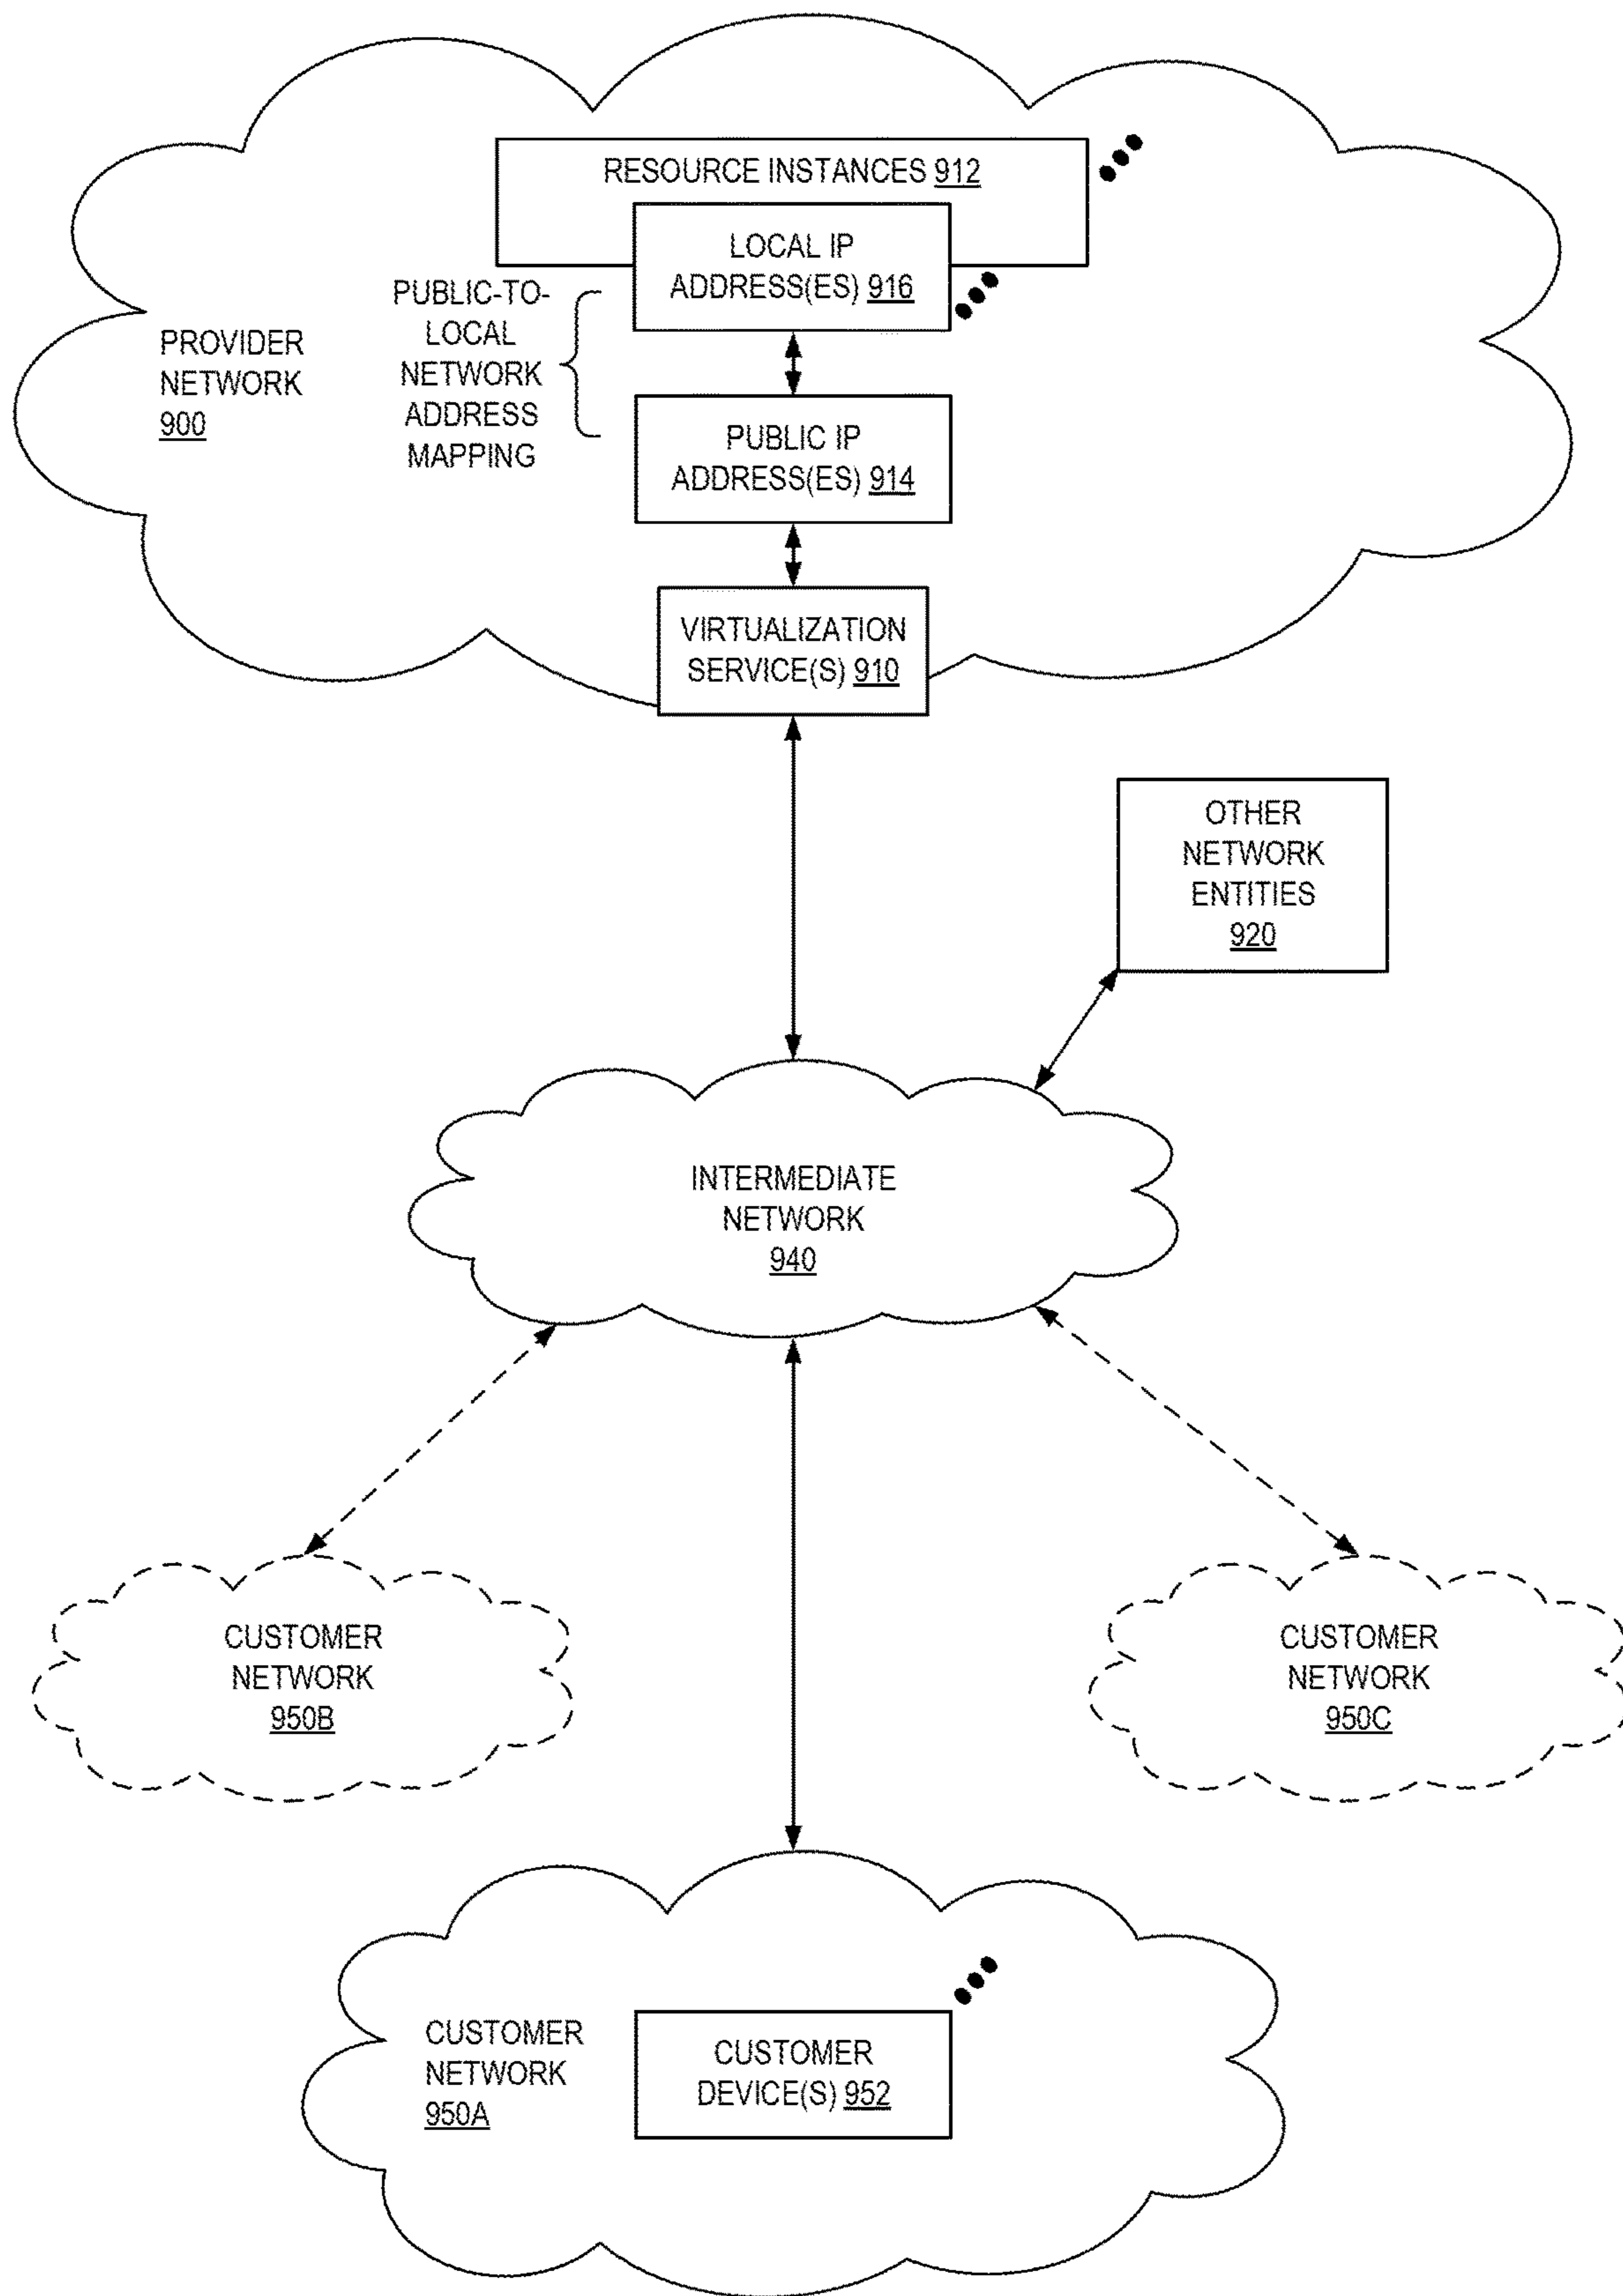 RESOURCE INSTANCES 912
LOCAL IP
ADDRESS(ES) 916
PUBLIC-TO-
LOCAL
NETWORK
ADDRESS
MAPPING
PROVIDER
NETWORK
900
PUBLIC IP
ADDRESS(ES) 914
VIRTUALIZATION
SERVICE(S) 910
OTHER
NETWORK
ENTITIES
920
INTERMEDIATE
NETWORK
940
CUSTOMER
NETWORK
950B
CUSTOMER
NETWORK
950C
CUSTOMER
NETWORK
950A
CUSTOMER
DEVICE(S) 952